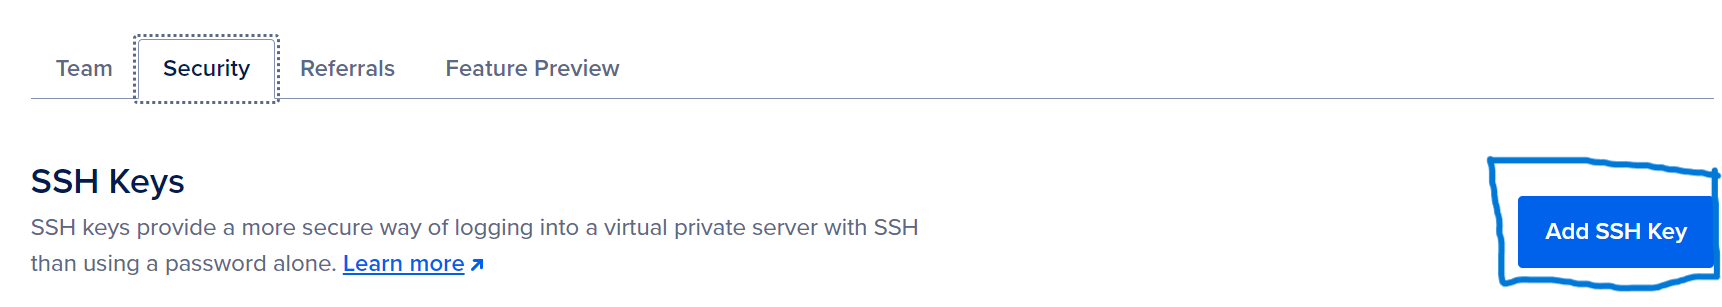 Team Security Referrals Feature Preview
SSH Keys
SSH keys provide a more secure way of logging into a virtual private server with SSH
than using a password alone. Learn more
Add SSH Key